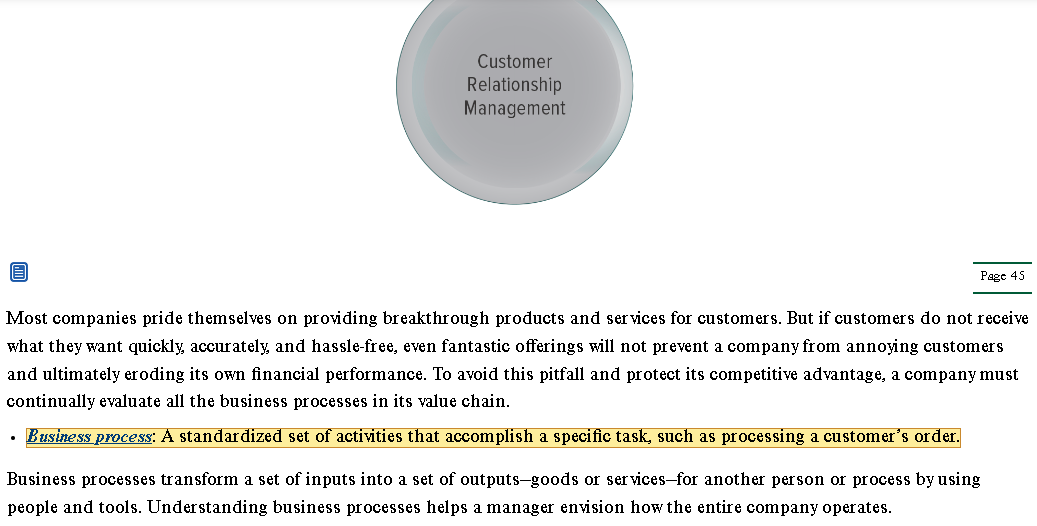 Customer
Relationship
Management
Page 45
Most companies pride themselves on providing breakthrough products and services for customers. But if customers do not receive
what they want quickly, accurately, and hassle-free, even fantastic offerings will not prevent a company from annoying customers
and ultimately eroding its own financial performance. To avoid this pitfall and protect its competitive advantage, a company must
continually evaluate all the business processes in its value chain.
• Business process: A standardized set of activities that accomplish a specific task, such as processing a customer’s order.
Business processes transform a set of inputs into a set of outputs—goods or services—for another person or process by using
people and tools. Understanding business processes helps a manager envision how the entire company operates.